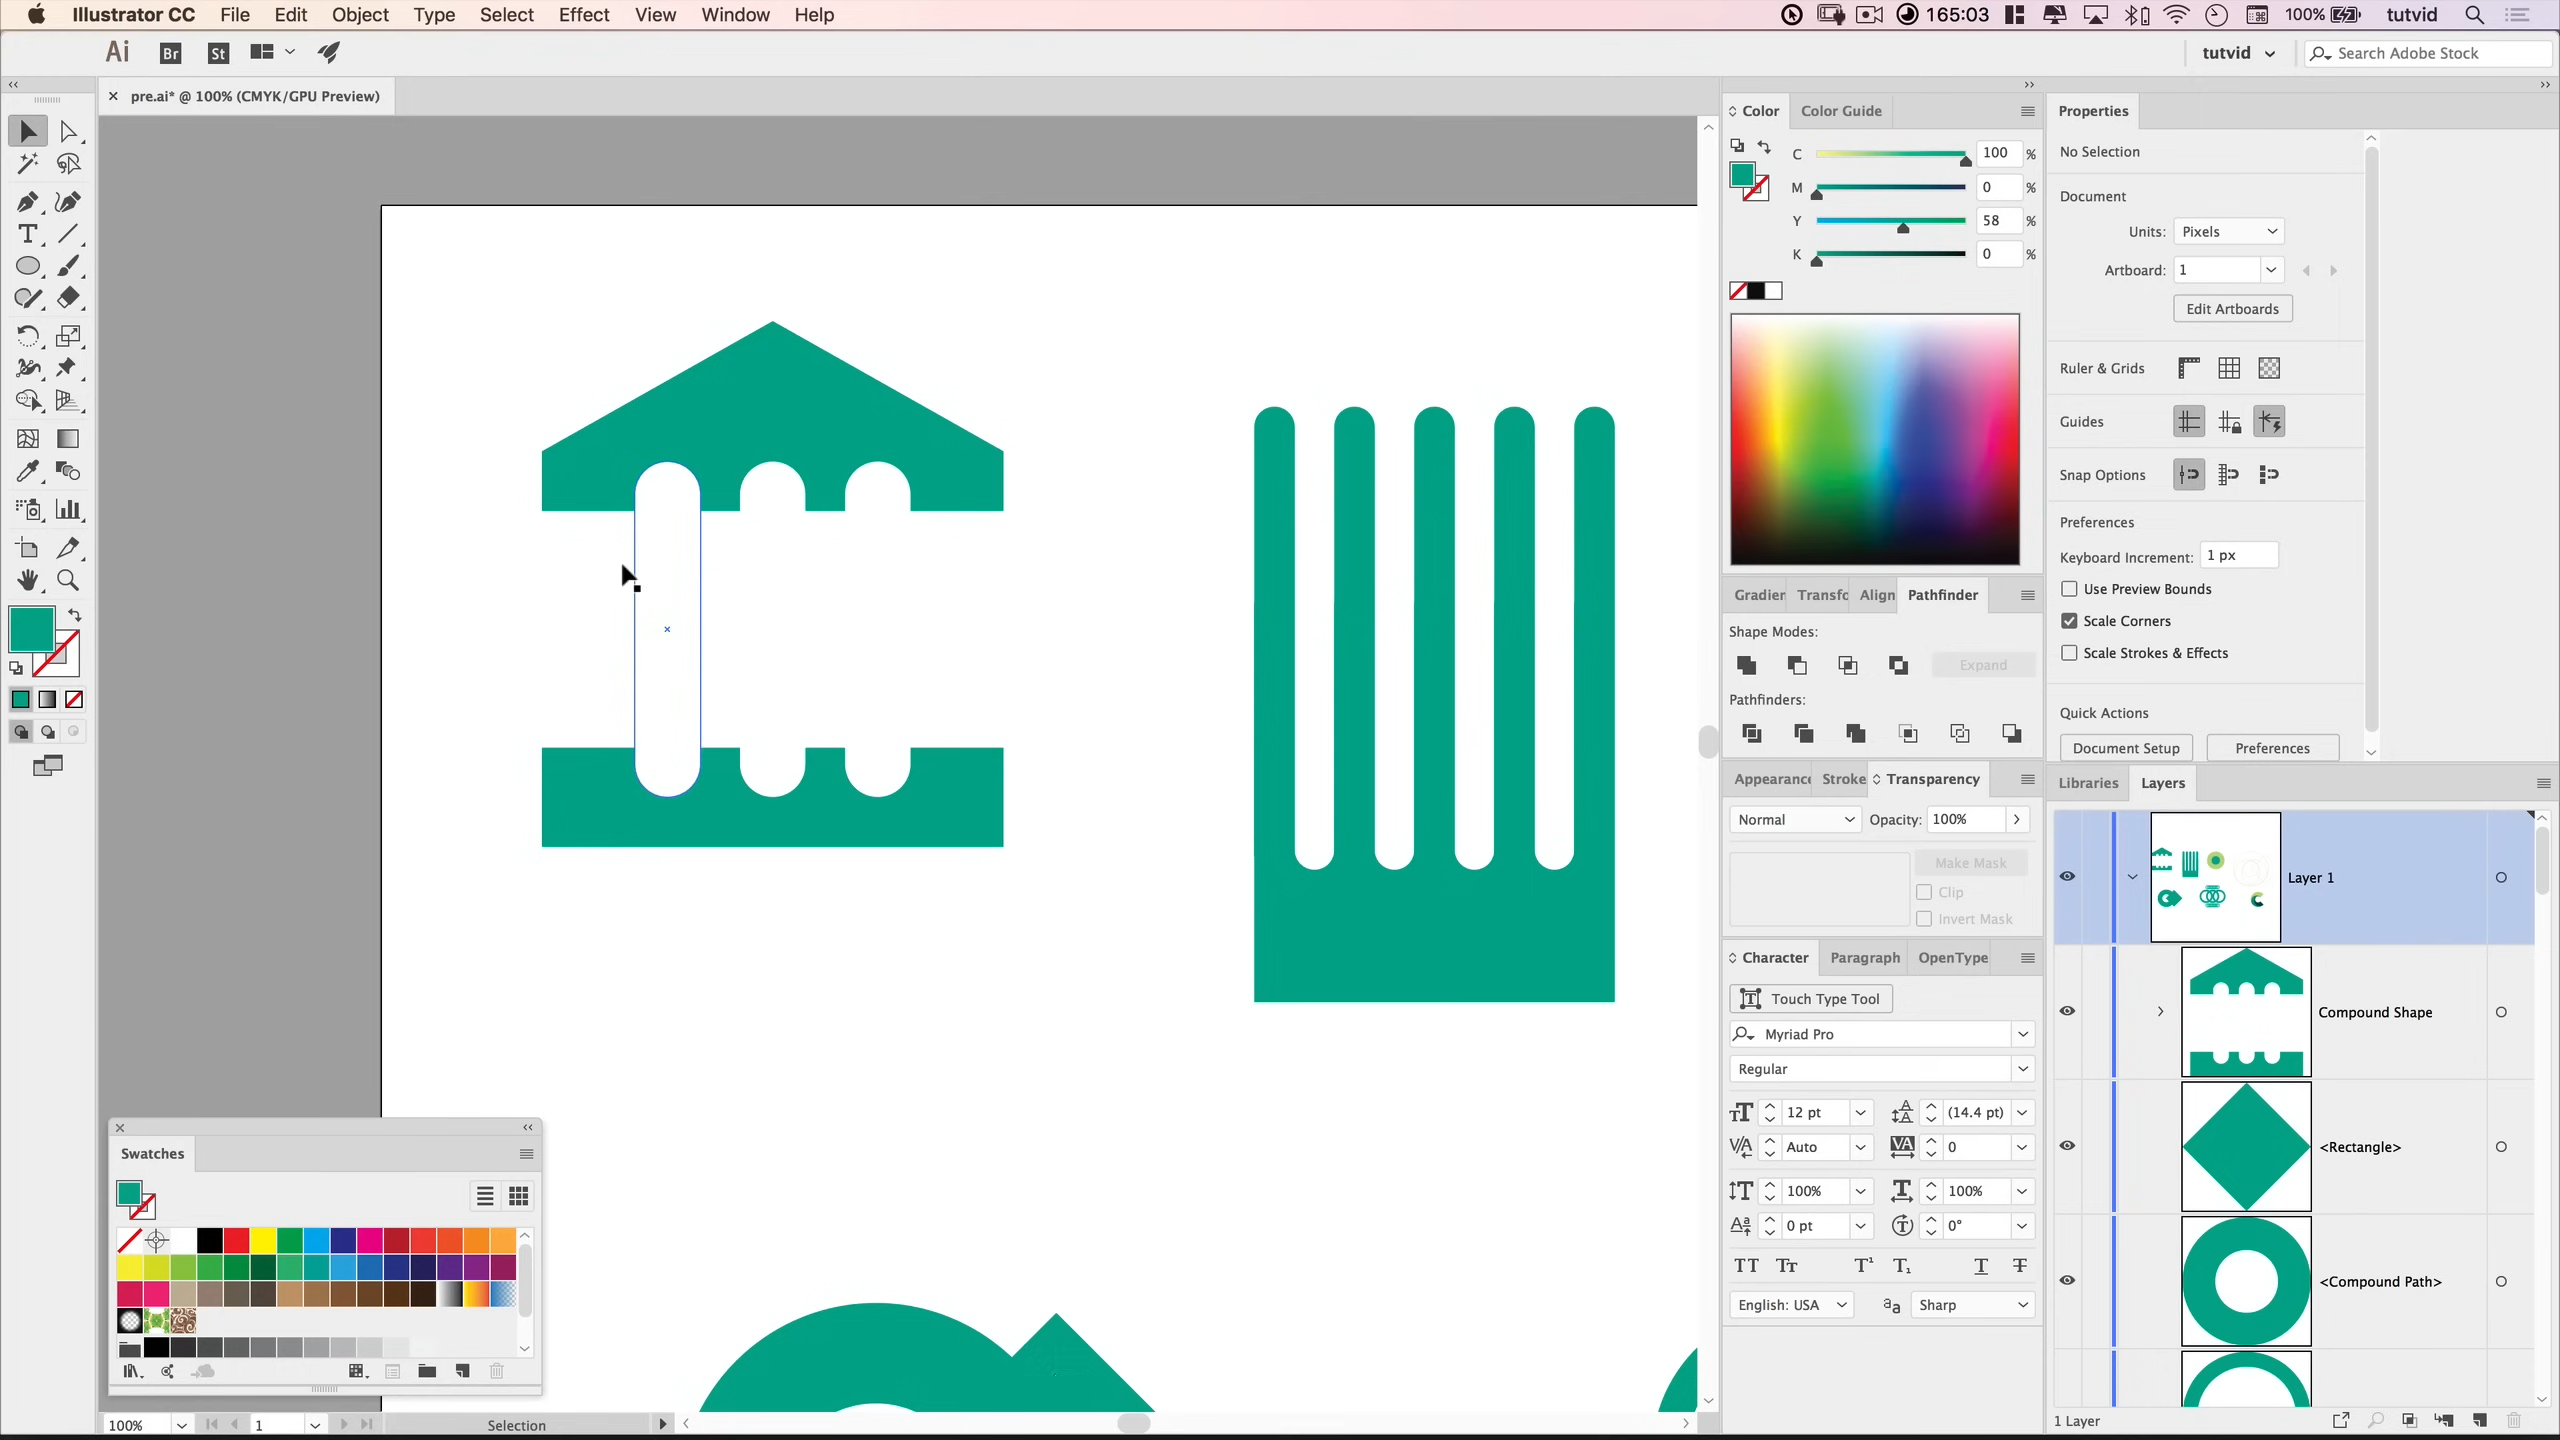 Illustrator CC File Edit Object Type Select Effect View Window Help 165:03 100% tutvid
Ai Br St tutvid Search Adobe Stock
pre.ai* @ 100% (CMYK/GPU Preview)
Color Color Guide
C 100 %
M 0 %
Y 58 %
K 0 %
Gradien Transfo Align Pathfinder
Shape Modes:
Expand
Pathfinders:
Appearanc Stroke Transparency
Normal Opacity: 100%
Make Mask
Clip
Invert Mask
Character Paragraph OpenType
Touch Type Tool
Myriad Pro
Regular
12 pt (14.4 pt)
Auto 0
100% 100%
0 pt 0°
English: USA Sharp
Properties
No Selection
Document
Units: Pixels
Artboard: 1
Edit Artboards
Ruler & Grids
Guides
Snap Options
Preferences
Keyboard Increment: 1 px
Use Preview Bounds
Scale Corners
Scale Strokes & Effects
Quick Actions
Document Setup Preferences
Libraries Layers
Layer 1
Compound Shape
<Rectangle>
<Compound Path>
1 Layer
Swatches
100% 1 Selection